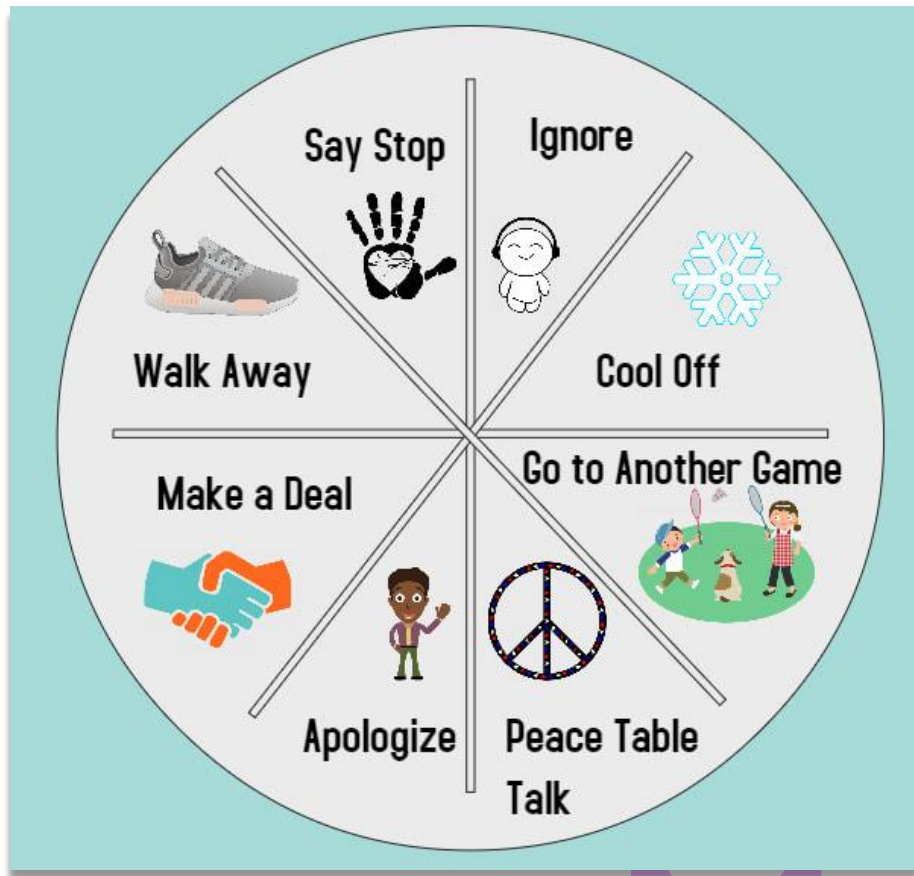 Say Stop
Ignore
Walk Away
Cool Off
Make a Deal
Go to Another Game
Apologize
Peace Table
Talk